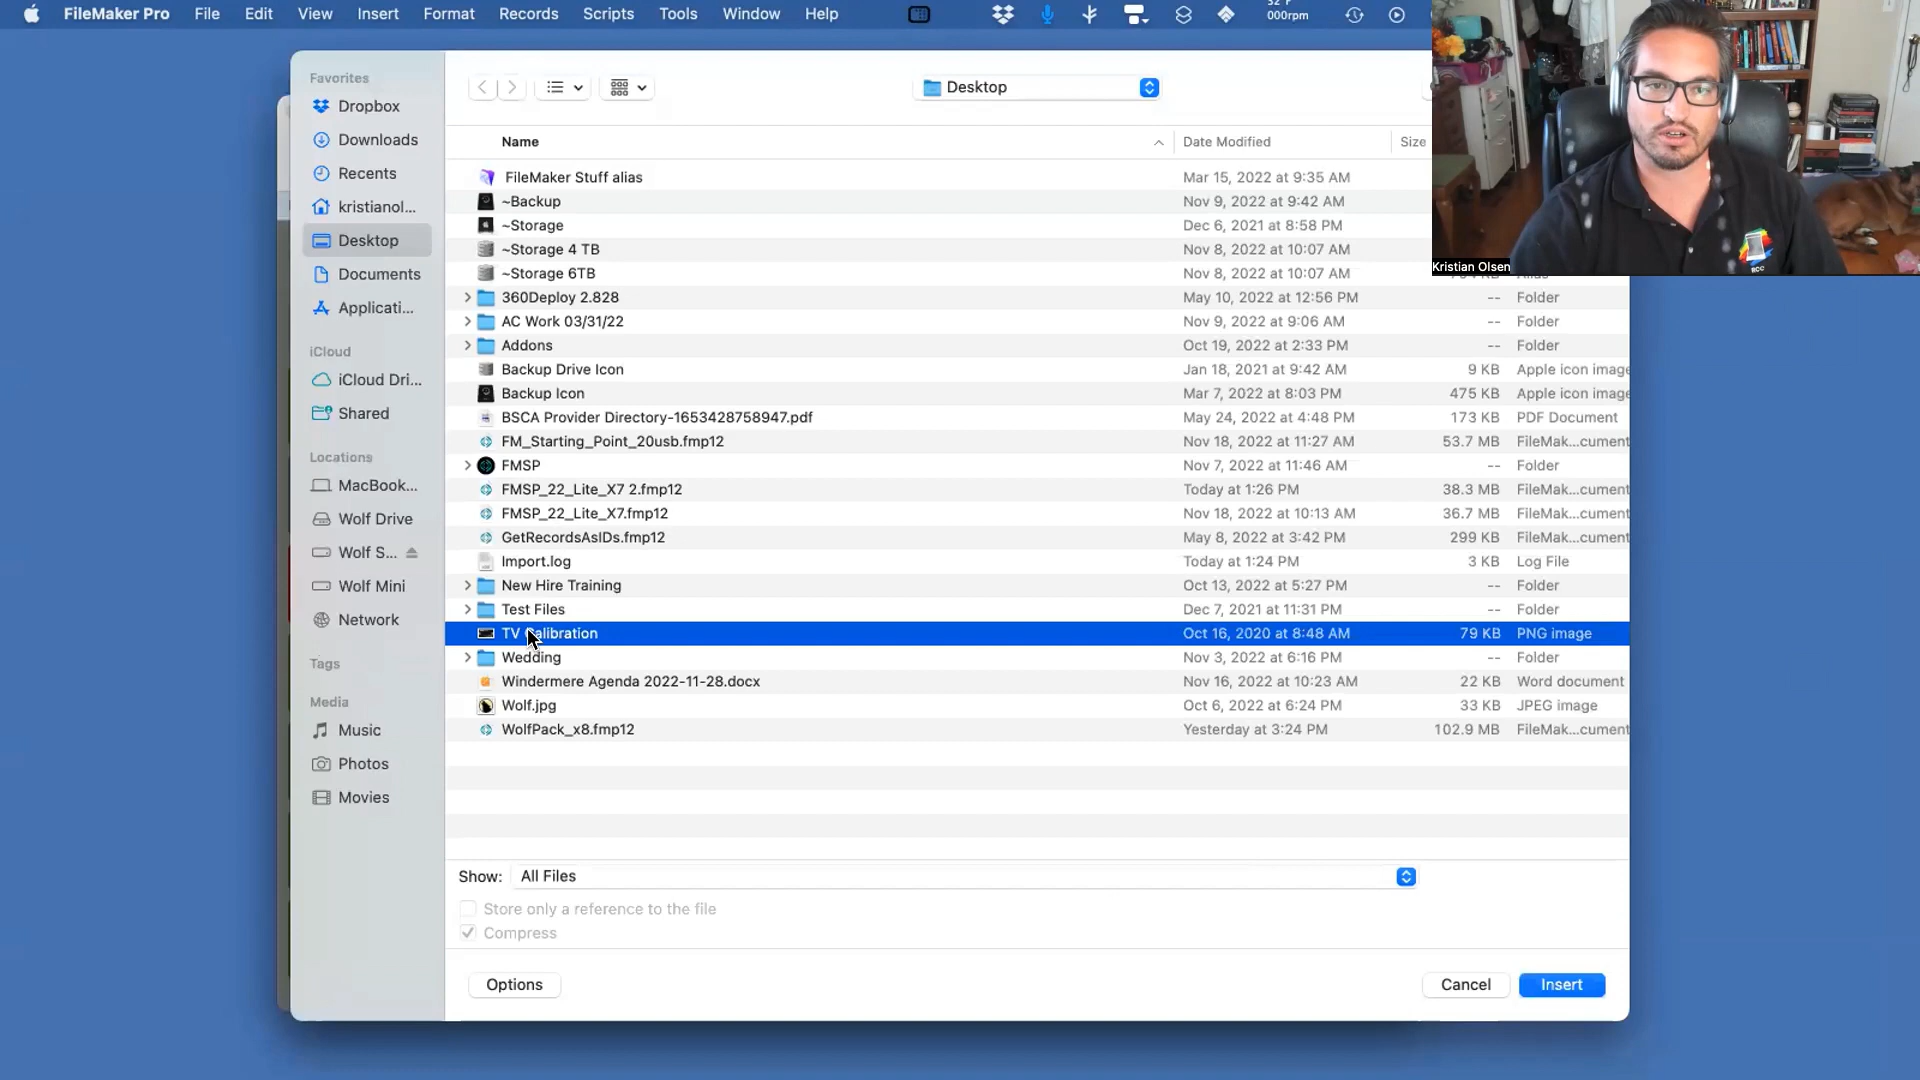 FileMaker Pro File Edit View Insert Format Records Scripts Tools Window Help 000rpm
Favorites
Dropbox
Downloads
Recents
kristianol...
Desktop
Documents
Applicati...
iCloud
iCloud Dri...
Shared
Locations
MacBook...
Wolf Drive
Wolf S...
Wolf Mini
Network
Tags
Media
Music
Photos
Movies
Desktop
Name Date Modified Size
FileMaker Stuff alias Mar 15, 2022 at 9:35 AM
~Backup Nov 9, 2022 at 9:42 AM
~Storage Dec 6, 2021 at 8:58 PM
~Storage 4 TB Nov 8, 2022 at 10:07 AM
~Storage 6TB Nov 8, 2022 at 10:07 AM
360Deploy 2.828 May 10, 2022 at 12:56 PM -- Folder
AC Work 03/31/22 Nov 9, 2022 at 9:06 AM -- Folder
Addons Oct 19, 2022 at 2:33 PM -- Folder
Backup Drive Icon Jan 18, 2021 at 9:42 AM 9 KB Apple icon image
Backup Icon Mar 7, 2022 at 8:03 PM 475 KB Apple icon image
BSCA Provider Directory-1653428758947.pdf May 24, 2022 at 4:48 PM 173 KB PDF Document
FM_Starting_Point_20usb.fmp12 Nov 18, 2022 at 11:27 AM 53.7 MB FileMak...cument
FMSP Nov 7, 2022 at 11:46 AM -- Folder
FMSP_22_Lite_X7 2.fmp12 Today at 1:26 PM 38.3 MB FileMak...cument
FMSP_22_Lite_X7.fmp12 Nov 18, 2022 at 10:13 AM 36.7 MB FileMak...cument
GetRecordsAsIDs.fmp12 May 8, 2022 at 3:42 PM 299 KB FileMak...cument
Import.log Today at 1:24 PM 3 KB Log File
New Hire Training Oct 13, 2022 at 5:27 PM -- Folder
Test Files Dec 7, 2021 at 11:31 PM -- Folder
TV Calibration Oct 16, 2020 at 8:48 AM 79 KB PNG image
Wedding Nov 3, 2022 at 6:16 PM -- Folder
Windermere Agenda 2022-11-28.docx Nov 16, 2022 at 10:23 AM 22 KB Word document
Wolf.jpg Oct 6, 2022 at 6:24 PM 33 KB JPEG image
WolfPack_x8.fmp12 Yesterday at 3:24 PM 102.9 MB FileMak...cument
Show: All Files
Store only a reference to the file
Compress
Options Cancel Insert
Kristian Olsen
BCC